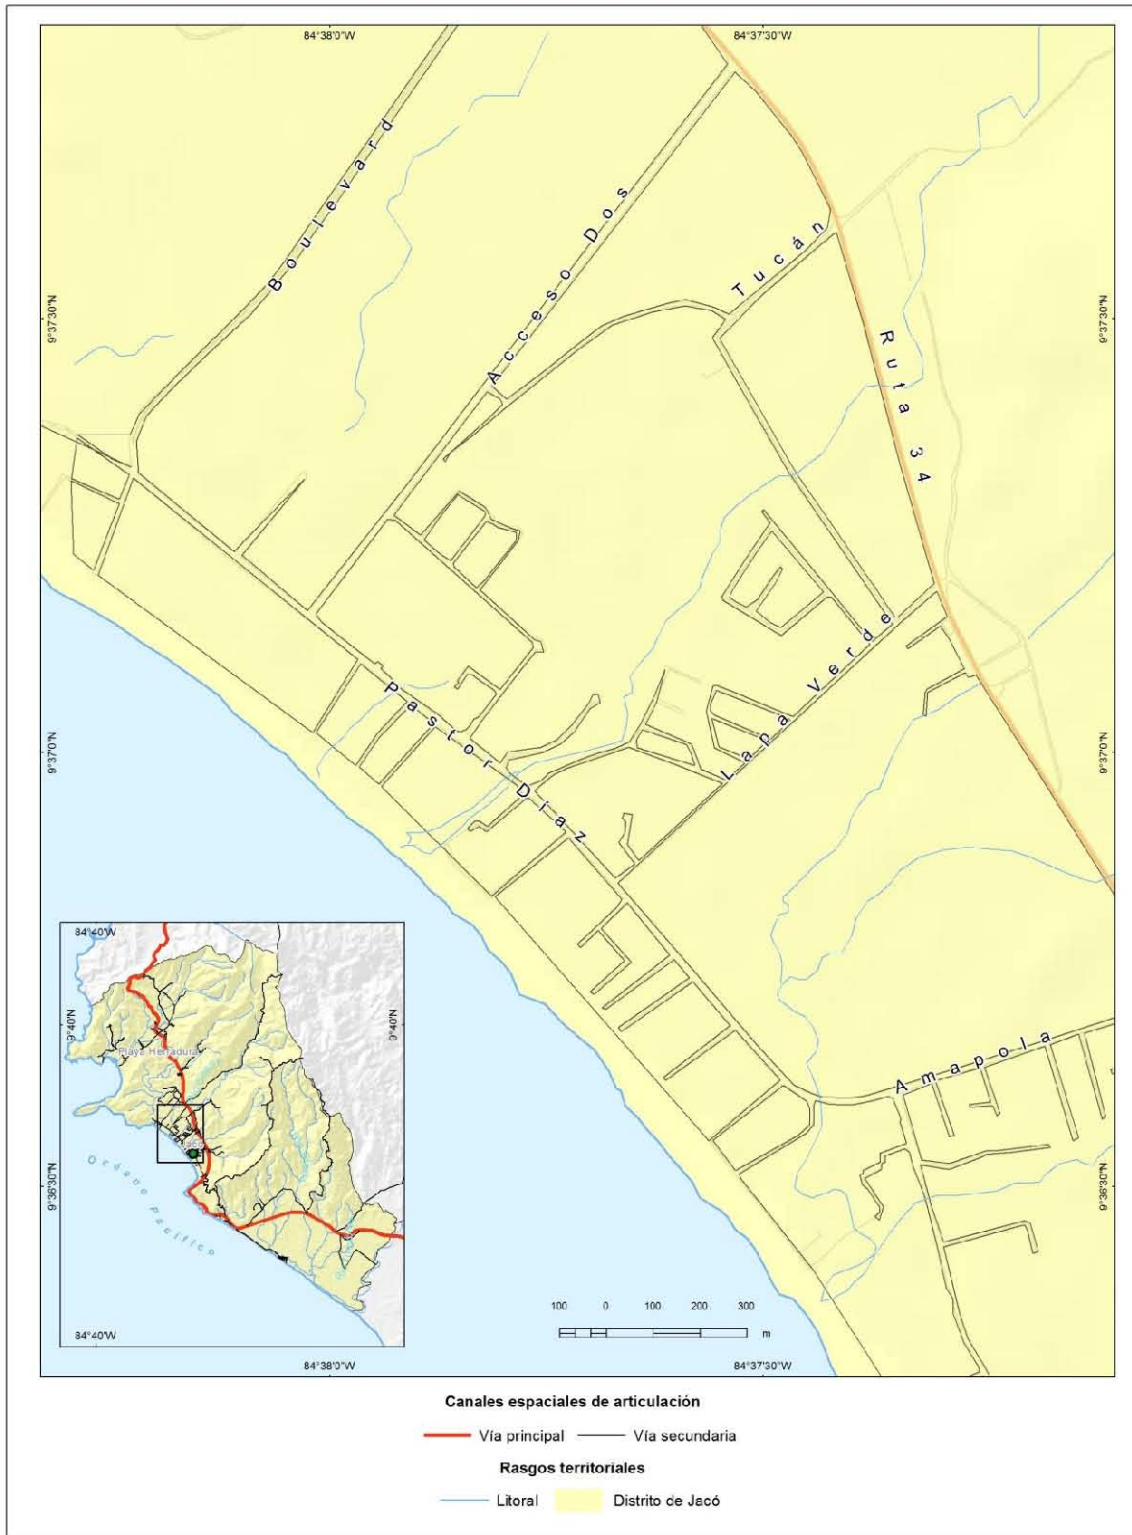 84°38'0"W
84°37'30"W
Boulevard
Acceso Dos
Tucán
9°37'30"N
9°37'30"N
Ruta 34
Lapa Verde
Pastor Díaz
9°37'0"N
9°37'0"N
84°40'W
9°40'N
9°40'N
Playa Herradura
Jacó
Océano Pacífico
84°40'W
Amapola
9°36'30"N
9°36'30"N
100 0 100 200 300
m
84°38'0"W
84°37'30"W
Canales espaciales de articulación
Vía principal
Vía secundaria
Rasgos territoriales
Litoral
Distrito de Jacó